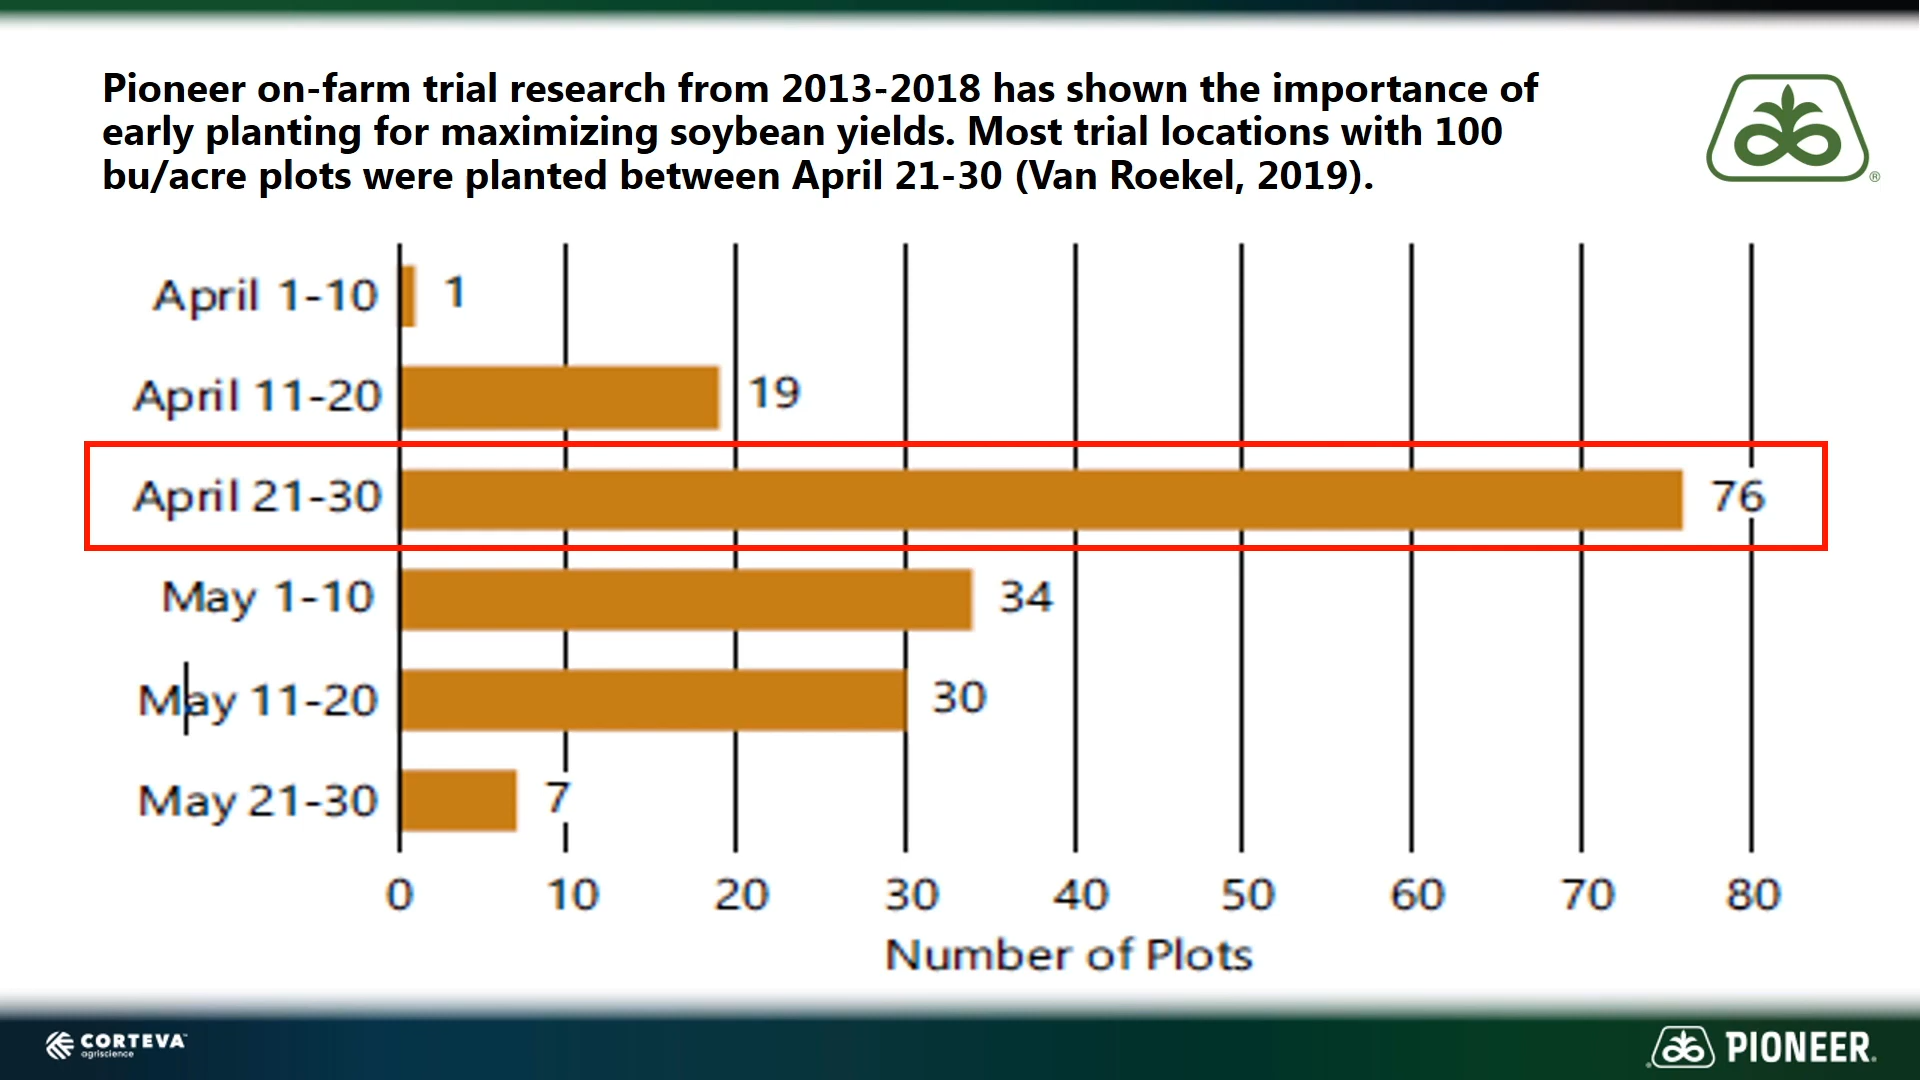 Pioneer on-farm trial research from 2013-2018 has shown the importance of
early planting for maximizing soybean yields. Most trial locations with 100
bu/acre plots were planted between April 21-30 (Van Roekel, 2019).
®
April 1-10 1
April 11-20 19
April 21-30 76
May 1-10 34
May 11-20 30
May 21-30 7
0 10 20 30 40 50 60 70 80
Number of Plots
CORTEVA™
agriscience
PIONEER®